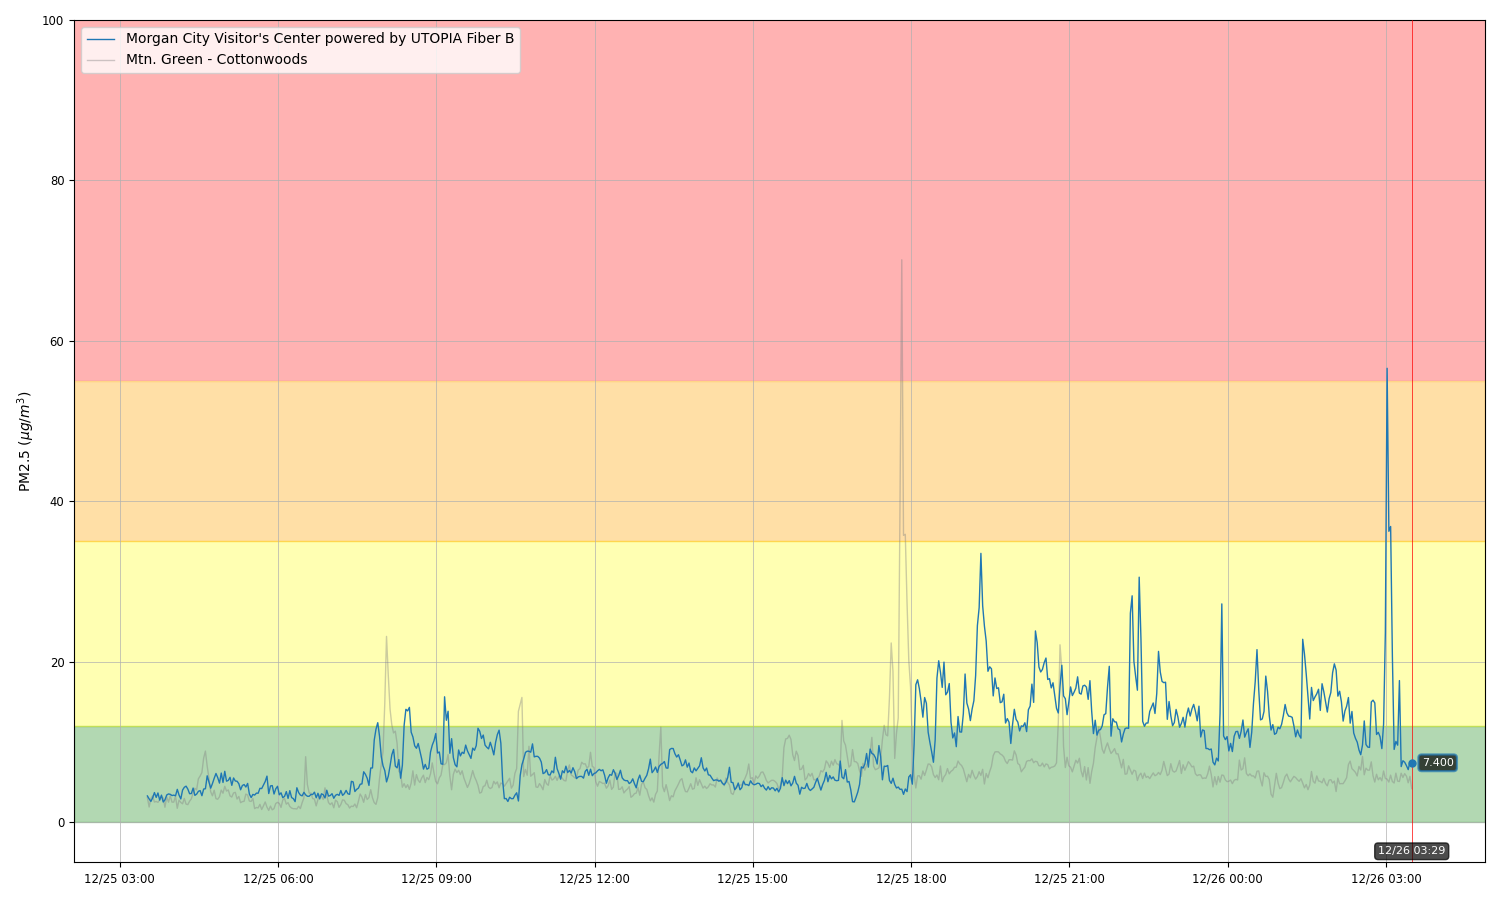 100
Morgan City Visitor's Center powered by UTOPIA Fiber B
Mtn. Green - Cottonwoods
80
60
40
20
0
PM2.5 (μg/m³)
7.400
12/26 03:29
12/25 03:00 12/25 06:00 12/25 09:00 12/25 12:00 12/25 15:00 12/25 18:00 12/25 21:00 12/26 00:00 12/26 03:00